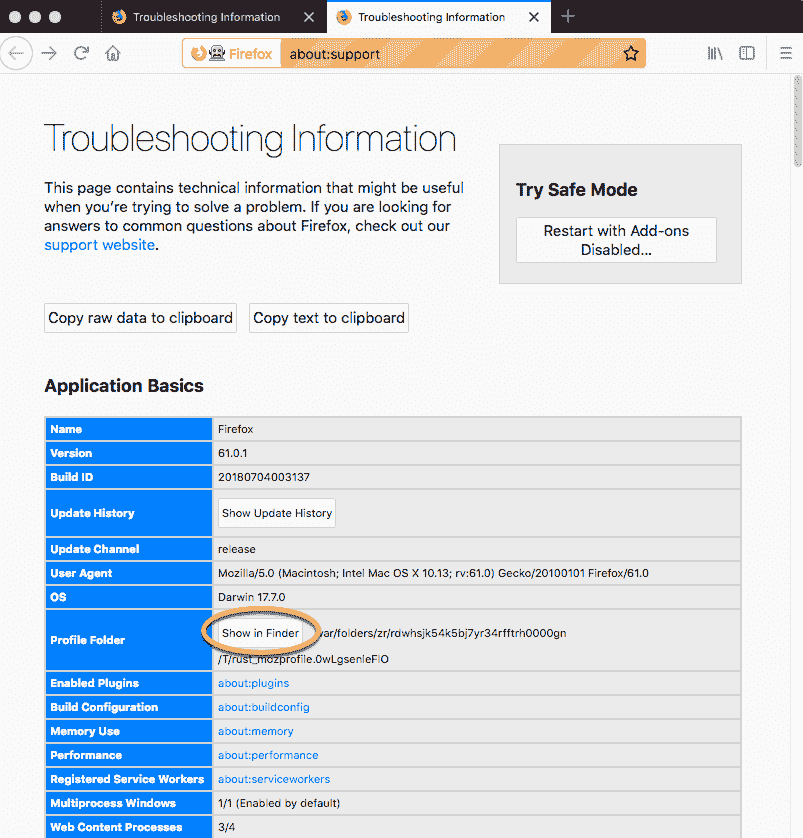 Troubleshooting Information
Troubleshooting Information
Firefox
about:support
Troubleshooting Information
This page contains technical information that might be useful
when you’re trying to solve a problem. If you are looking for
answers to common questions about Firefox, check out our
support website.
Try Safe Mode
Restart with Add-ons
Disabled...
Copy raw data to clipboard
Copy text to clipboard
Application Basics
Name Firefox
Version 61.0.1
Build ID 20180704003137
Update History Show Update History
Update Channel release
User Agent Mozilla/5.0 (Macintosh; Intel Mac OS X 10.13; rv:61.0) Gecko/20100101 Firefox/61.0
OS Darwin 17.7.0
Profile Folder Show in Finder var/folders/zr/rdwhsjk54k5bj7yr34rfftrh0000gn
/T/rust_mozprofile.0wLgsenleFlO
Enabled Plugins about:plugins
Build Configuration about:buildconfig
Memory Use about:memory
Performance about:performance
Registered Service Workers about:serviceworkers
Multiprocess Windows 1/1 (Enabled by default)
Web Content Processes 3/4